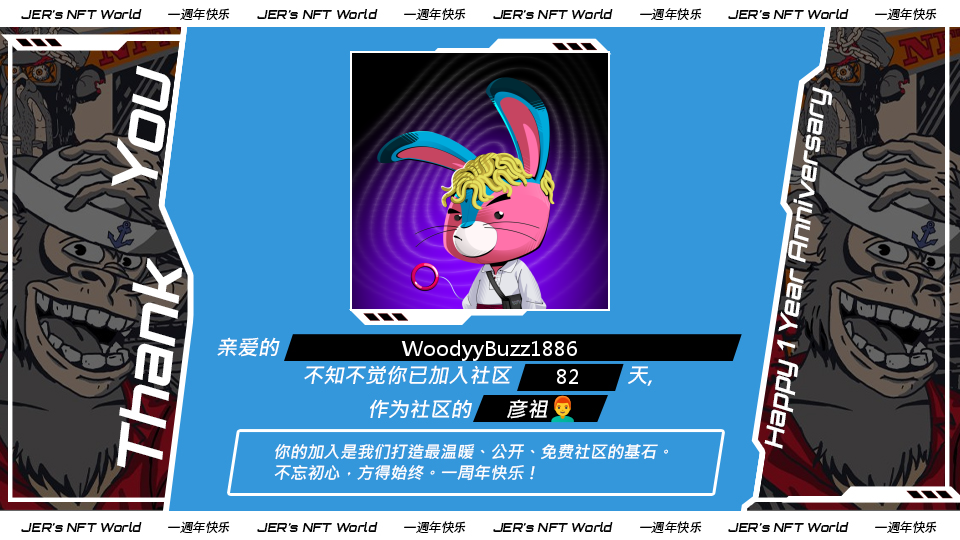 JER's NFT World 一週年快乐 JER's NFT World 一週年快乐 JER's NFT World 一週年快乐 JER's NFT World 一週年快乐
Thank You
亲爱的 WoodyyBuzz1886
不知不觉你已加入社区 82 天,
作为社区的 彦祖👨‍🦰
你的加入是我们打造最温暖、公开、免费社区的基石。
不忘初心，方得始终。一周年快乐！
Happy 1 Year Anniversary
JER's NFT World 一週年快乐 JER's NFT World 一週年快乐 JER's NFT World 一週年快乐 JER's NFT World 一週年快乐